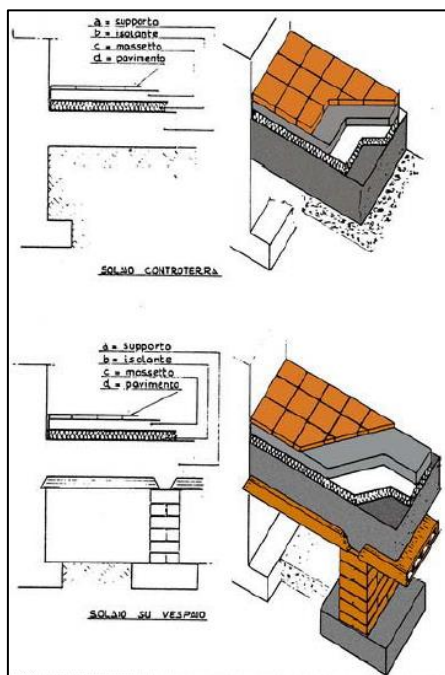 a = supporto
b = isolante
c = massetto
d = pavimento
SOLAIO CONTROTERRA
a = supporto
b = isolante
c = massetto
d = pavimento
SOLAIO SU VESPAIO